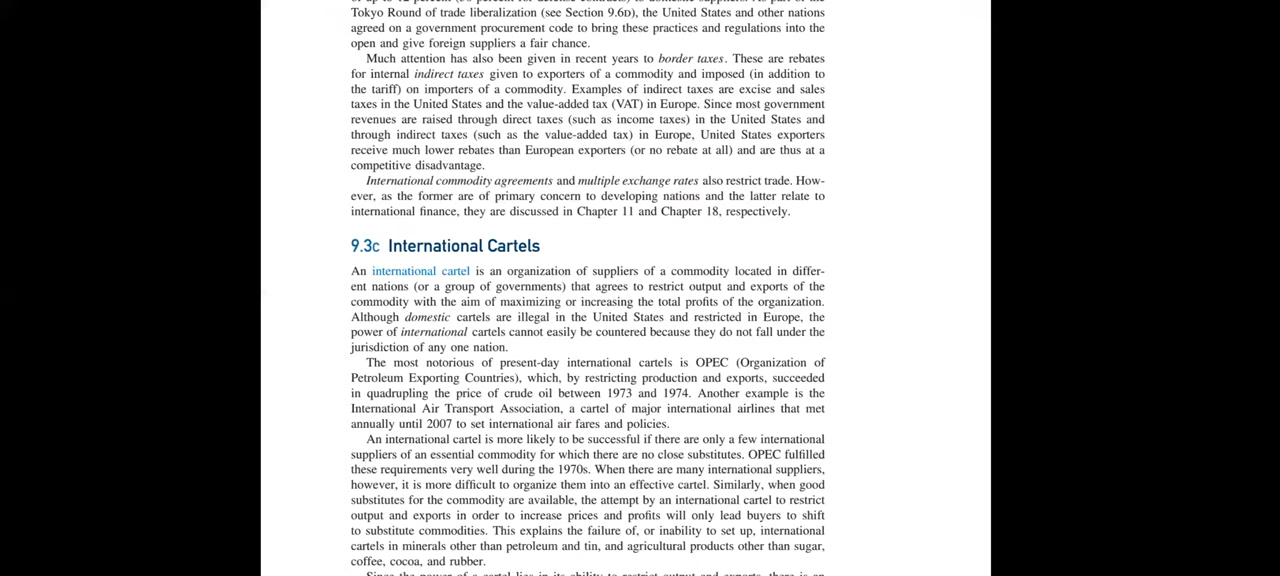 Tokyo Round of trade liberalization (see Section 9.6D), the United States and other nations
agreed on a government procurement code to bring these practices and regulations into the
open and give foreign suppliers a fair chance.
Much attention has also been given in recent years to border taxes. These are rebates
for internal indirect taxes given to exporters of a commodity and imposed (in addition to
the tariff) on importers of a commodity. Examples of indirect taxes are excise and sales
taxes in the United States and the value-added tax (VAT) in Europe. Since most government
revenues are raised through direct taxes (such as income taxes) in the United States and
through indirect taxes (such as the value-added tax) in Europe, United States exporters
receive much lower rebates than European exporters (or no rebate at all) and are thus at a
competitive disadvantage.
International commodity agreements and multiple exchange rates also restrict trade. How-
ever, as the former are of primary concern to developing nations and the latter relate to
international finance, they are discussed in Chapter 11 and Chapter 18, respectively.
9.3c International Cartels
An international cartel is an organization of suppliers of a commodity located in differ-
ent nations (or a group of governments) that agrees to restrict output and exports of the
commodity with the aim of maximizing or increasing the total profits of the organization.
Although domestic cartels are illegal in the United States and restricted in Europe, the
power of international cartels cannot easily be countered because they do not fall under the
jurisdiction of any one nation.
The most notorious of present-day international cartels is OPEC (Organization of
Petroleum Exporting Countries), which, by restricting production and exports, succeeded
in quadrupling the price of crude oil between 1973 and 1974. Another example is the
International Air Transport Association, a cartel of major international airlines that met
annually until 2007 to set international air fares and policies.
An international cartel is more likely to be successful if there are only a few international
suppliers of an essential commodity for which there are no close substitutes. OPEC fulfilled
these requirements very well during the 1970s. When there are many international suppliers,
however, it is more difficult to organize them into an effective cartel. Similarly, when good
substitutes for the commodity are available, the attempt by an international cartel to restrict
output and exports in order to increase prices and profits will only lead buyers to shift
to substitute commodities. This explains the failure of, or inability to set up, international
cartels in minerals other than petroleum and tin, and agricultural products other than sugar,
coffee, cocoa, and rubber.
Since the power of a cartel lies in its ability to restrict output and exports, there is an